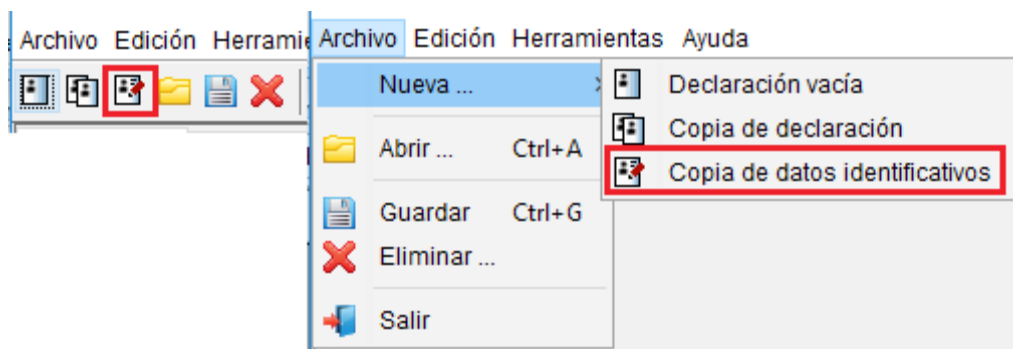 Archivo Edición Herramie
Archivo Edición Herramientas Ayuda
Nueva ...
Declaración vacía
Copia de declaración
Abrir ... Ctrl+A
Copia de datos identificativos
Guardar Ctrl+G
Eliminar ...
Salir